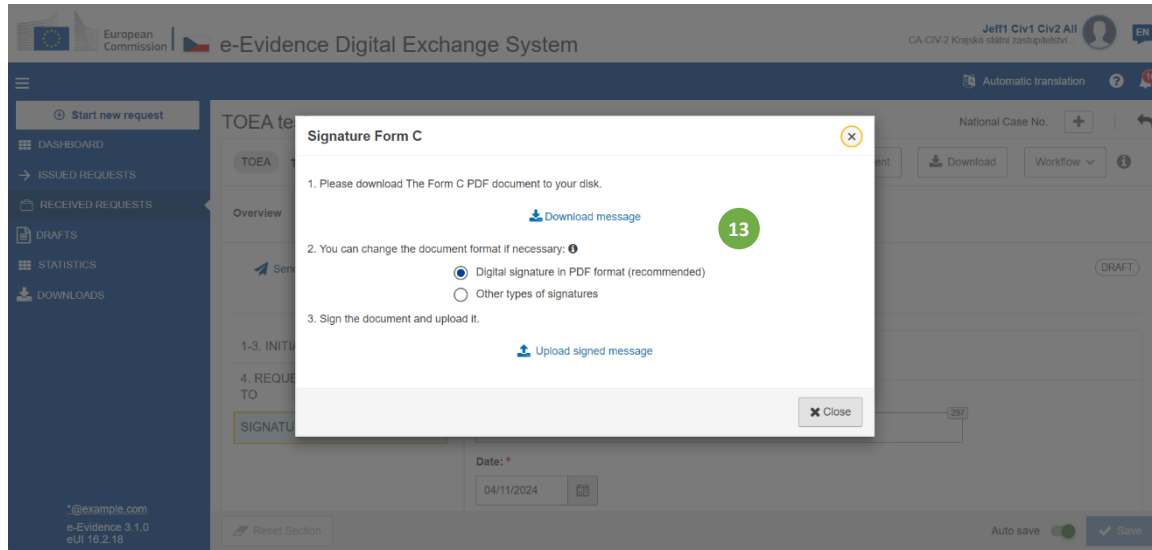 European
Commission
e-Evidence Digital Exchange System
Jeff1 Civ1 Civ2 All
CA-CIV-2 Krajské státní zastupitelství ...
EN
Automatic translation
Start new request
DASHBOARD
ISSUED REQUESTS
RECEIVED REQUESTS
DRAFTS
STATISTICS
DOWNLOADS
*@example.com
e-Evidence 3.1.0
eUI 16.2.18
TOEA te
National Case No.
TOEA
Download
Workflow
Overview
Sen
DRAFT
1-3. INITI
4. REQUE
TO
SIGNATU
Signature Form C
1. Please download The Form C PDF document to your disk.
Download message
13
2. You can change the document format if necessary:
Digital signature in PDF format (recommended)
Other types of signatures
3. Sign the document and upload it.
Upload signed message
Close
297
Date: *
04/11/2024
Reset Section
Auto save
Save